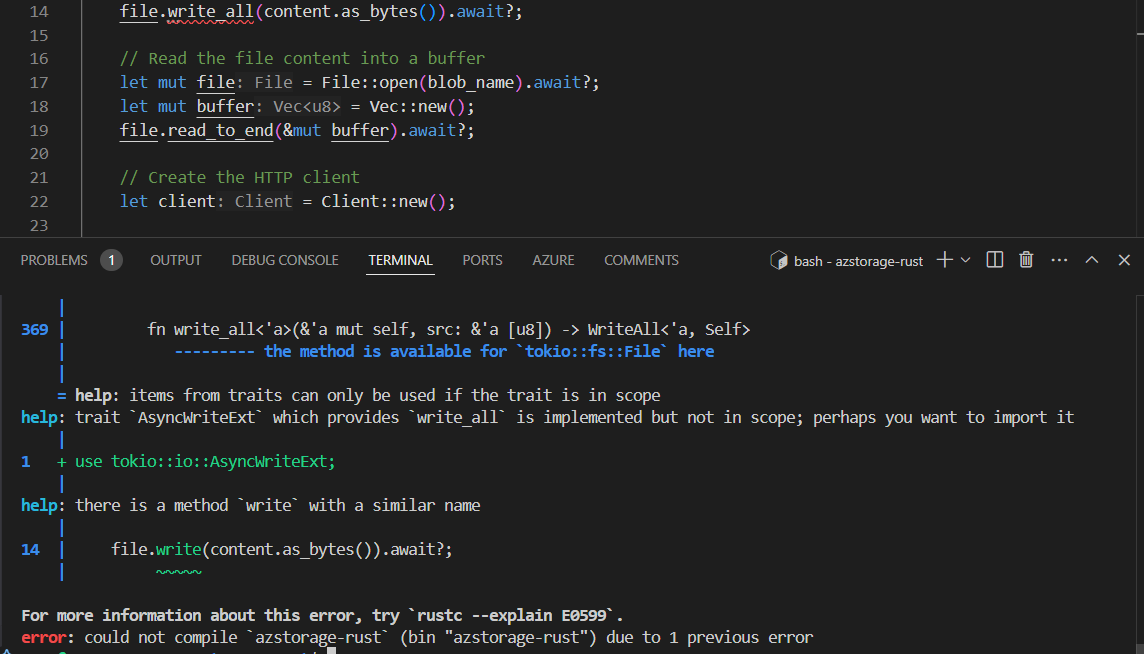 14 file.write_all(content.as_bytes()).await?;
15
16 // Read the file content into a buffer
17 let mut file: File = File::open(blob_name).await?;
18 let mut buffer: Vec<u8> = Vec::new();
19 file.read_to_end(&mut buffer).await?;
20
21 // Create the HTTP client
22 let client: Client = Client::new();
23
PROBLEMS 1 OUTPUT DEBUG CONSOLE TERMINAL PORTS AZURE COMMENTS bash - azstorage-rust
|
369 | fn write_all<'a>(&'a mut self, src: &'a [u8]) -> WriteAll<'a, Self>
| --------- the method is available for `tokio::fs::File` here
|
= help: items from traits can only be used if the trait is in scope
help: trait `AsyncWriteExt` which provides `write_all` is implemented but not in scope; perhaps you want to import it
|
1 + use tokio::io::AsyncWriteExt;
|
help: there is a method `write` with a similar name
|
14 | file.write(content.as_bytes()).await?;
| ~~~~~
For more information about this error, try `rustc --explain E0599`.
error: could not compile `azstorage-rust` (bin "azstorage-rust") due to 1 previous error